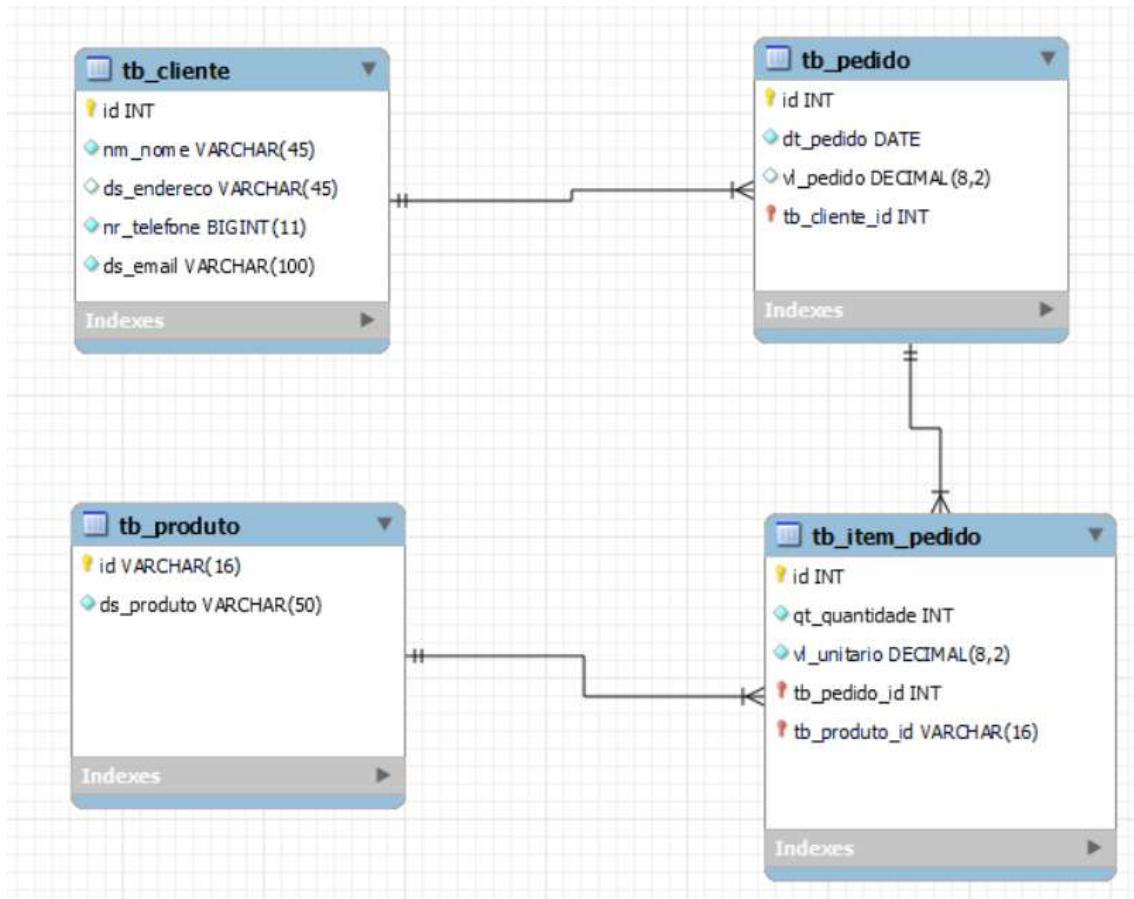 tb_cliente
id INT
nm_nome VARCHAR(45)
ds_endereco VARCHAR(45)
nr_telefone BIGINT(11)
ds_email VARCHAR(100)
Indexes
tb_pedido
id INT
dt_pedido DATE
vl_pedido DECIMAL(8,2)
tb_cliente_id INT
Indexes
tb_produto
id VARCHAR(16)
ds_produto VARCHAR(50)
Indexes
tb_item_pedido
id INT
qt_quantidade INT
vl_unitario DECIMAL(8,2)
tb_pedido_id INT
tb_produto_id VARCHAR(16)
Indexes